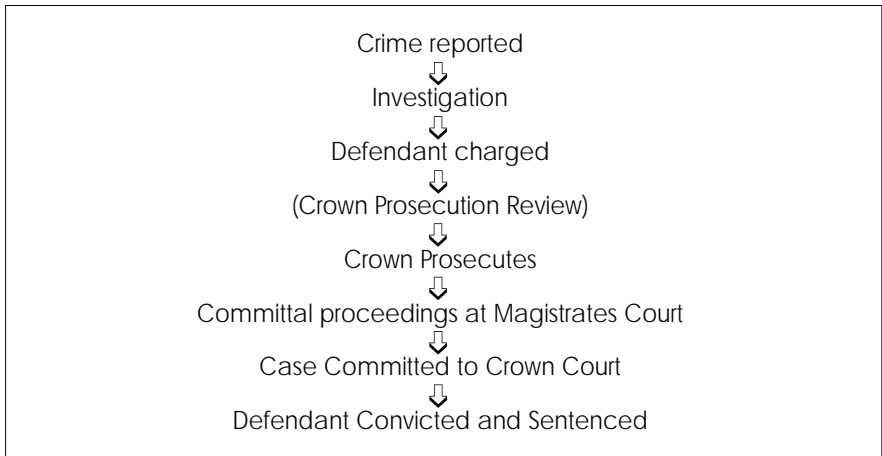 Crime reported
Investigation
Defendant charged
(Crown Prosecution Review)
Crown Prosecutes
Committal proceedings at Magistrates Court
Case Committed to Crown Court
Defendant Convicted and Sentenced